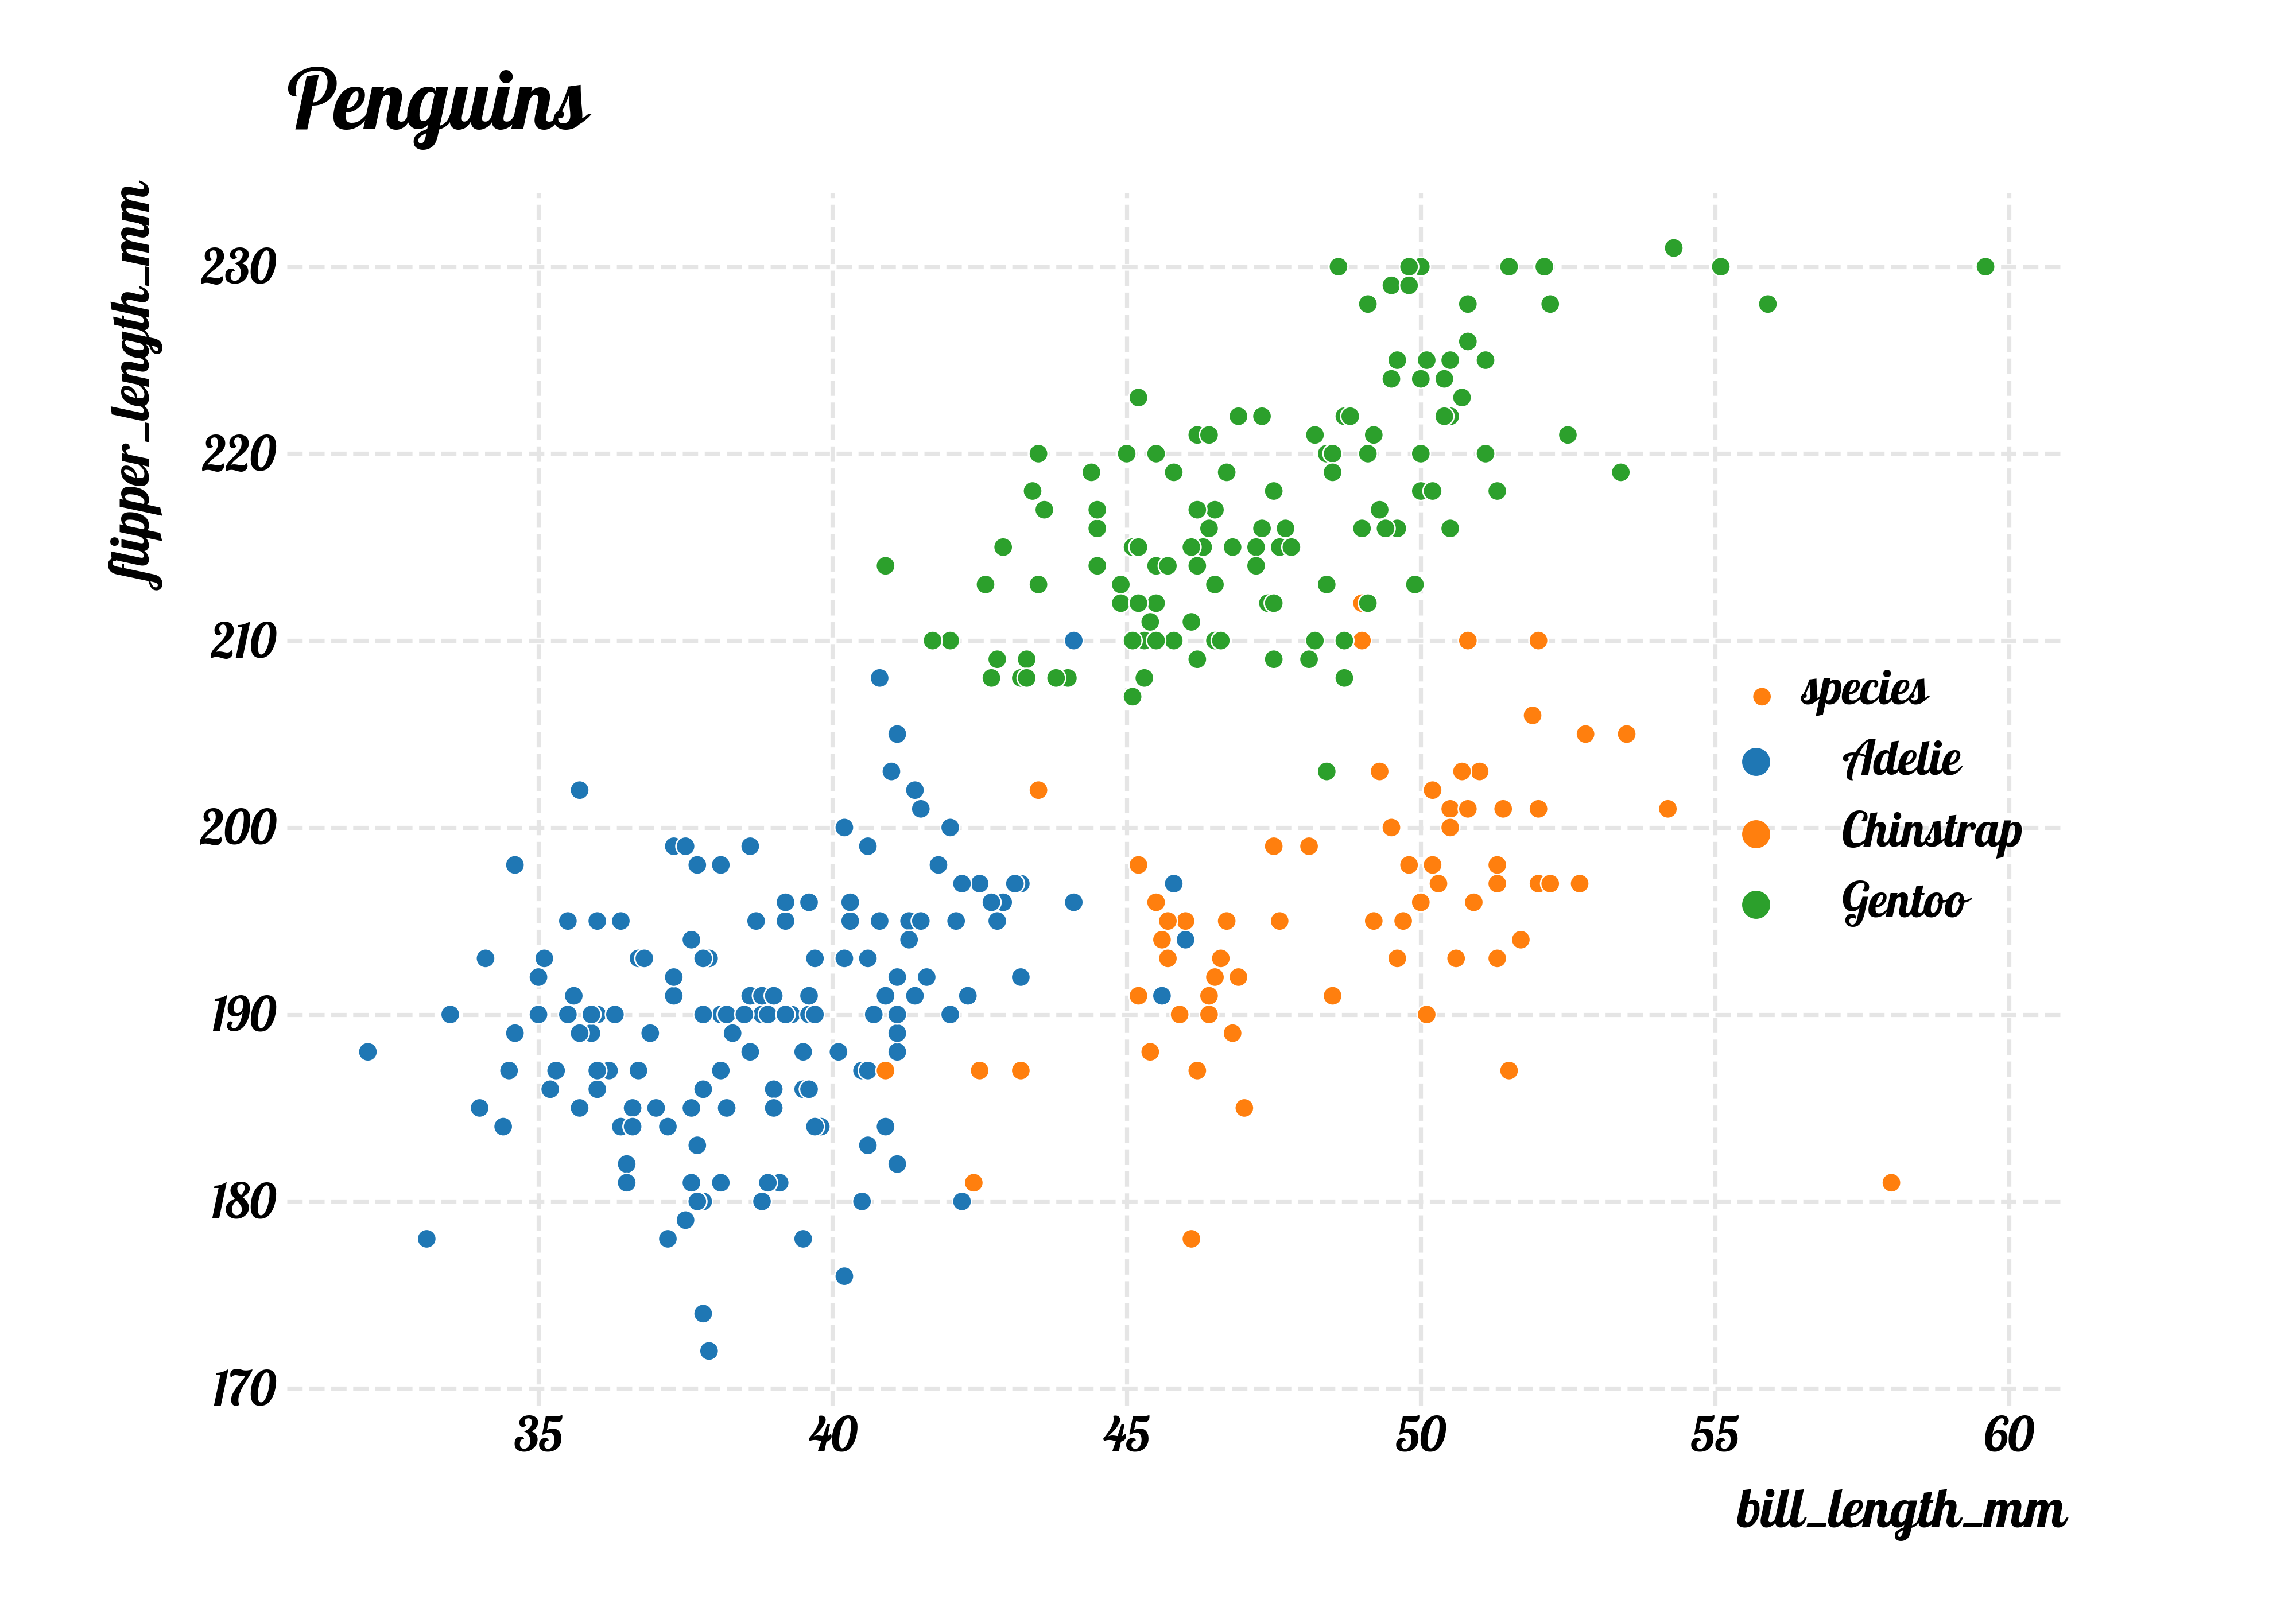 Penguins
flipper_length_mm
230
220
210
200
190
180
170
species
Adelie
Chinstrap
Gentoo
35 40 45 50 55 60
bill_length_mm